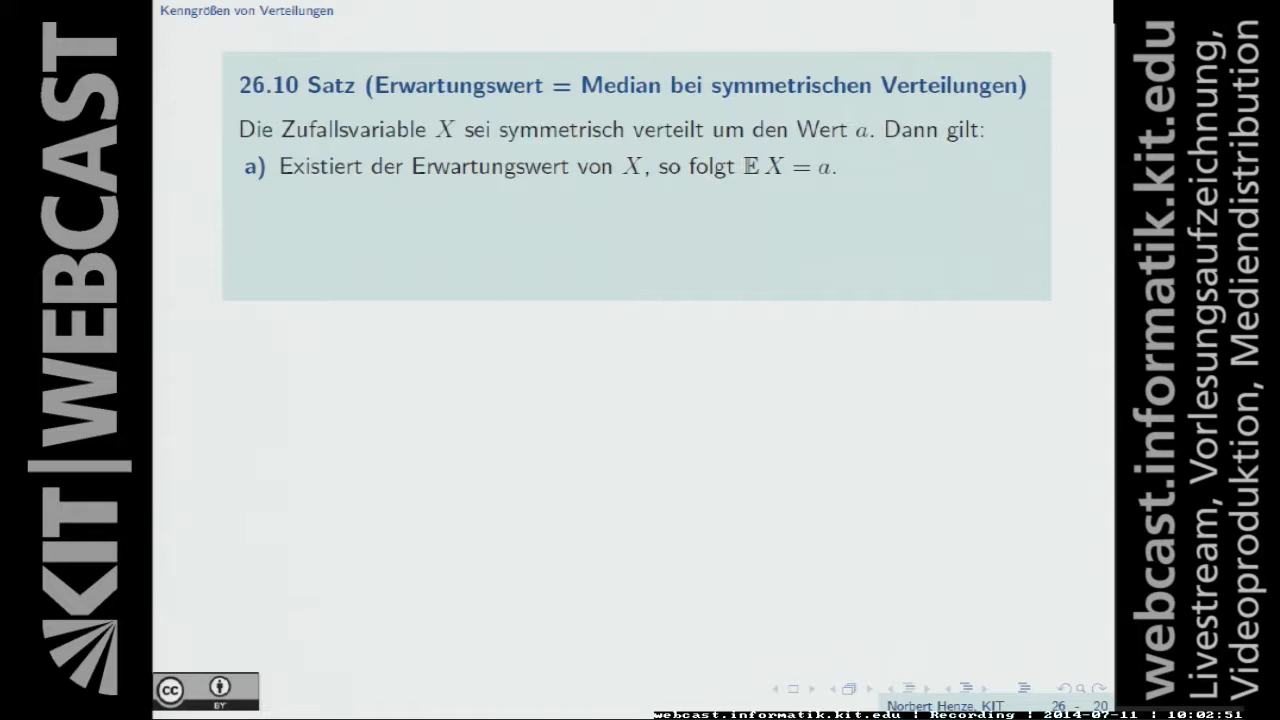 Kenngrößen von Verteilungen
26.10 Satz (Erwartungswert = Median bei symmetrischen Verteilungen)
Die Zufallsvariable X sei symmetrisch verteilt um den Wert a. Dann gilt:
a) Existiert der Erwartungswert von X, so folgt 𝔼 X = a.
KIT|WEBCAST
webcast.informatik.kit.edu
Livestream, Vorlesungsaufzeichnung,
Videoproduktion, Mediendistribution
cc
BY
Norbert Henze, KIT 26 - 20
webcast.informatik.kit.edu | Recording | 2014-07-11 | 10:02:51